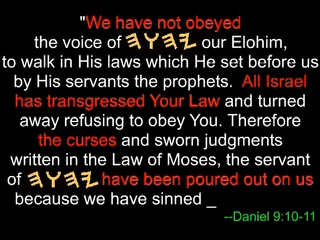 "We have not obeyed
the voice of 𐤉𐤄𐤅𐤄 our Elohim,
to walk in His laws which He set before us
by His servants the prophets. All Israel
has transgressed Your Law and turned
away refusing to obey You. Therefore
the curses and sworn judgments
written in the Law of Moses, the servant
of 𐤉𐤄𐤅𐤄 have been poured out on us
because we have sinned _
--Daniel 9:10-11